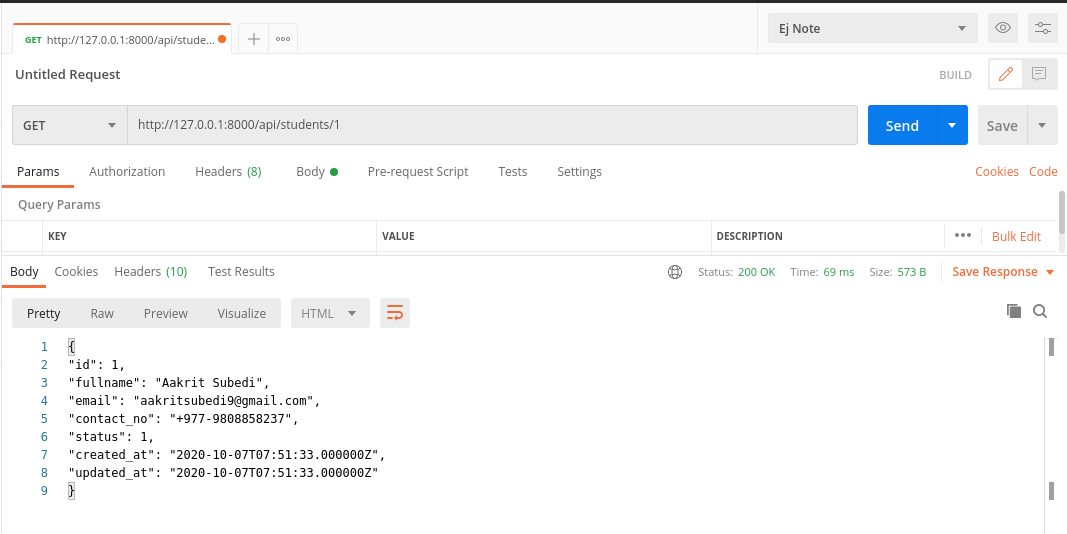 GET http://127.0.0.1:8000/api/stude...
Ej Note
Untitled Request
BUILD
GET http://127.0.0.1:8000/api/students/1 Send Save
Params Authorization Headers (8) Body Pre-request Script Tests Settings Cookies Code
Query Params
KEY VALUE DESCRIPTION Bulk Edit
Body Cookies Headers (10) Test Results Status: 200 OK Time: 69 ms Size: 573 B Save Response
Pretty Raw Preview Visualize HTML
1 {
2 "id": 1,
3 "fullname": "Aakrit Subedi",
4 "email": "aakritsubedi9@gmail.com",
5 "contact_no": "+977-9808858237",
6 "status": 1,
7 "created_at": "2020-10-07T07:51:33.000000Z",
8 "updated_at": "2020-10-07T07:51:33.000000Z"
9 }